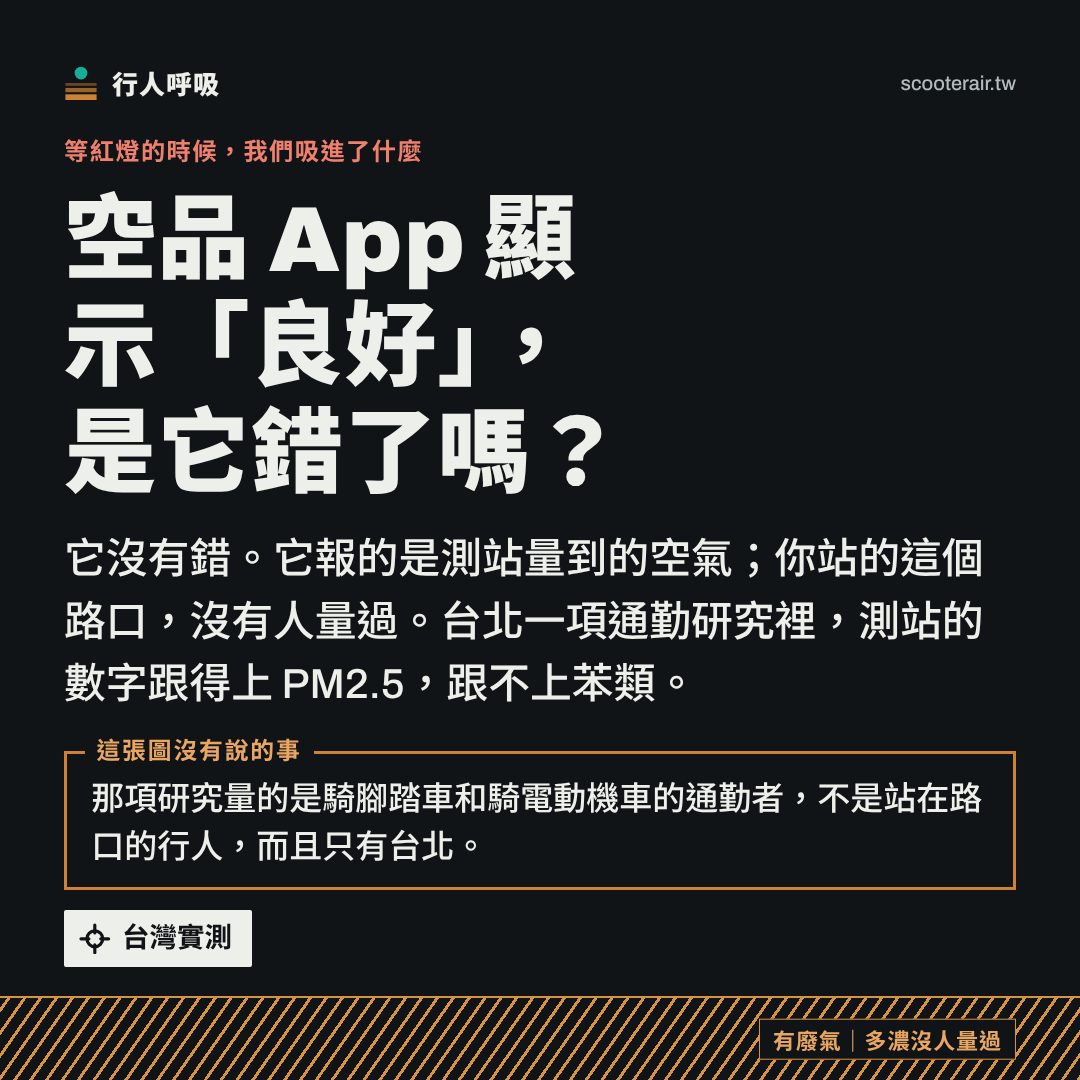 行人呼吸
scooterair.tw
等紅燈的時候，我們吸進了什麼
空品 App 顯
示「良好」，
是它錯了嗎？
它沒有錯。它報的是測站量到的空氣；你站的這個
路口，沒有人量過。台北一項通勤研究裡，測站的
數字跟得上 PM2.5，跟不上苯類。
這張圖沒有說的事
那項研究量的是騎腳踏車和騎電動機車的通勤者，不是站在路
口的行人，而且只有台北。
台灣實測
有廢氣｜多濃沒人量過